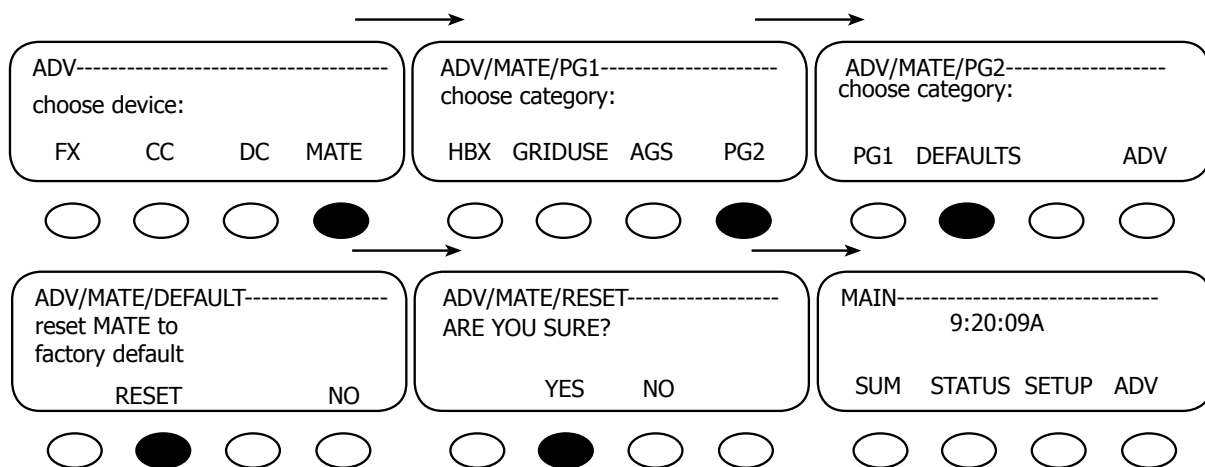 ADV---------------------------------------
choose device:
FX CC DC MATE
ADV/MATE/PG1----------------------
choose category:
HBX GRIDUSE AGS PG2
ADV/MATE/PG2--------------------
choose category:
PG1 DEFAULTS ADV
ADV/MATE/DEFAULT------------------
reset MATE to
factory default
RESET NO
ADV/MATE/RESET-------------------
ARE YOU SURE?
YES NO
MAIN---------------------------------
9:20:09A
SUM STATUS SETUP ADV